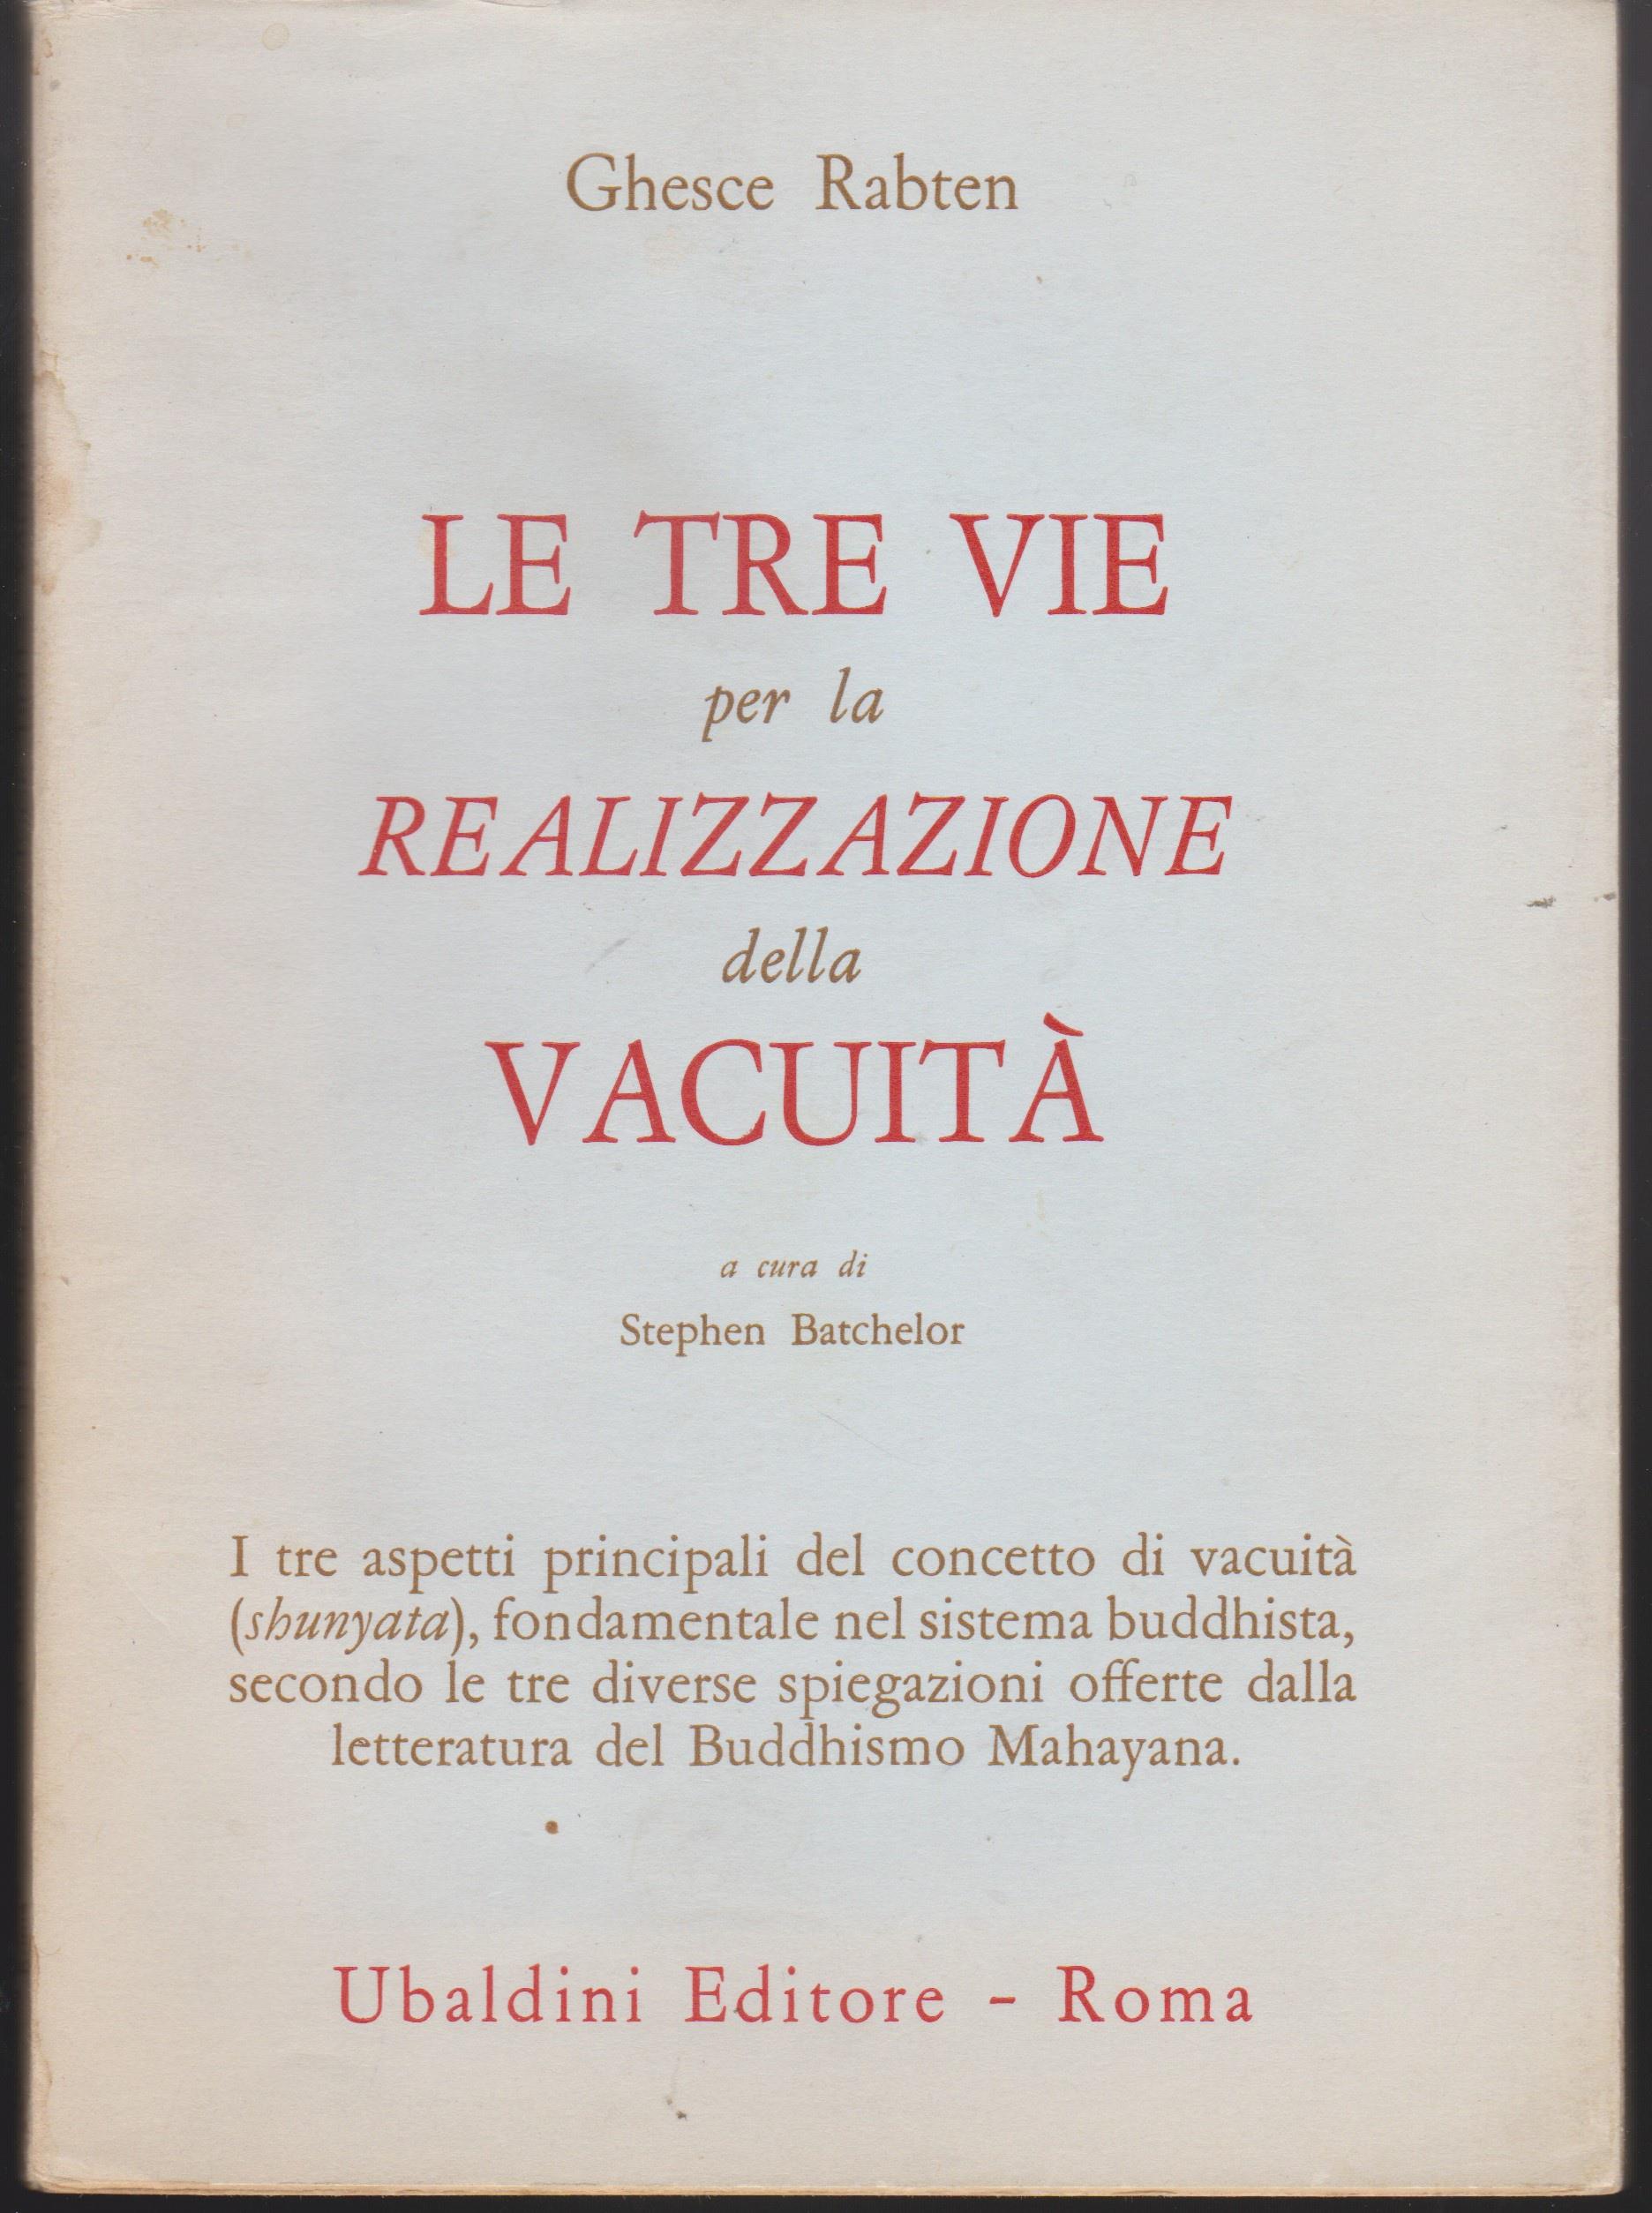 Ghesce Rabten
LE TRE VIE
per la
REALIZZAZIONE
della
VACUITÀ
a cura di
Stephen Batchelor
I tre aspetti principali del concetto di vacuità
(shunyata), fondamentale nel sistema buddhista,
secondo le tre diverse spiegazioni offerte dalla
letteratura del Buddhismo Mahayana.
Ubaldini Editore - Roma